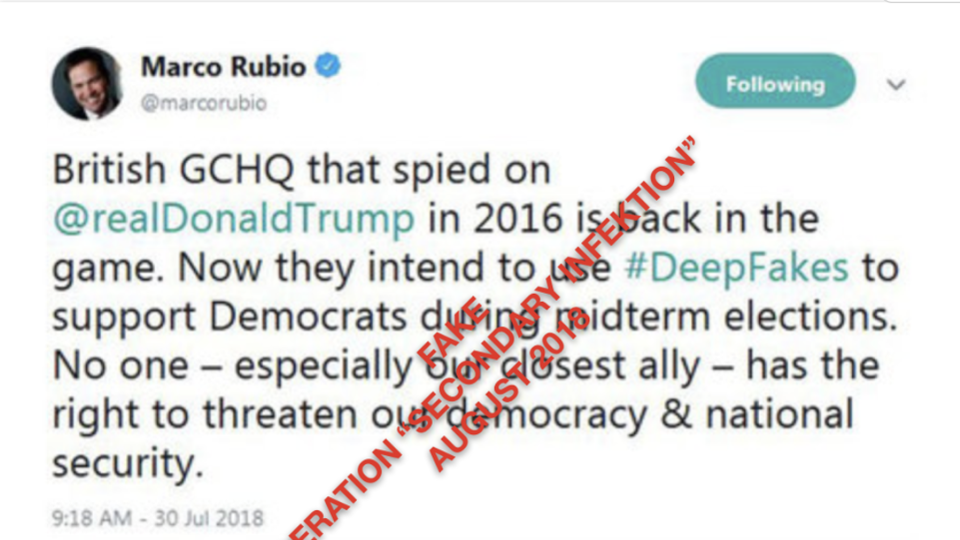 Marco Rubio
@marcorubio
Following
British GCHQ that spied on
@realDonaldTrump in 2016 is back in the
game. Now they intend to use #DeepFakes to
support Democrats during midterm elections.
No one – especially our closest ally – has the
right to threaten our democracy & national
security.
9:18 AM - 30 Jul 2018
FAKE
ERATION “SECONDARY INFEKTION”
AUGUST 2018